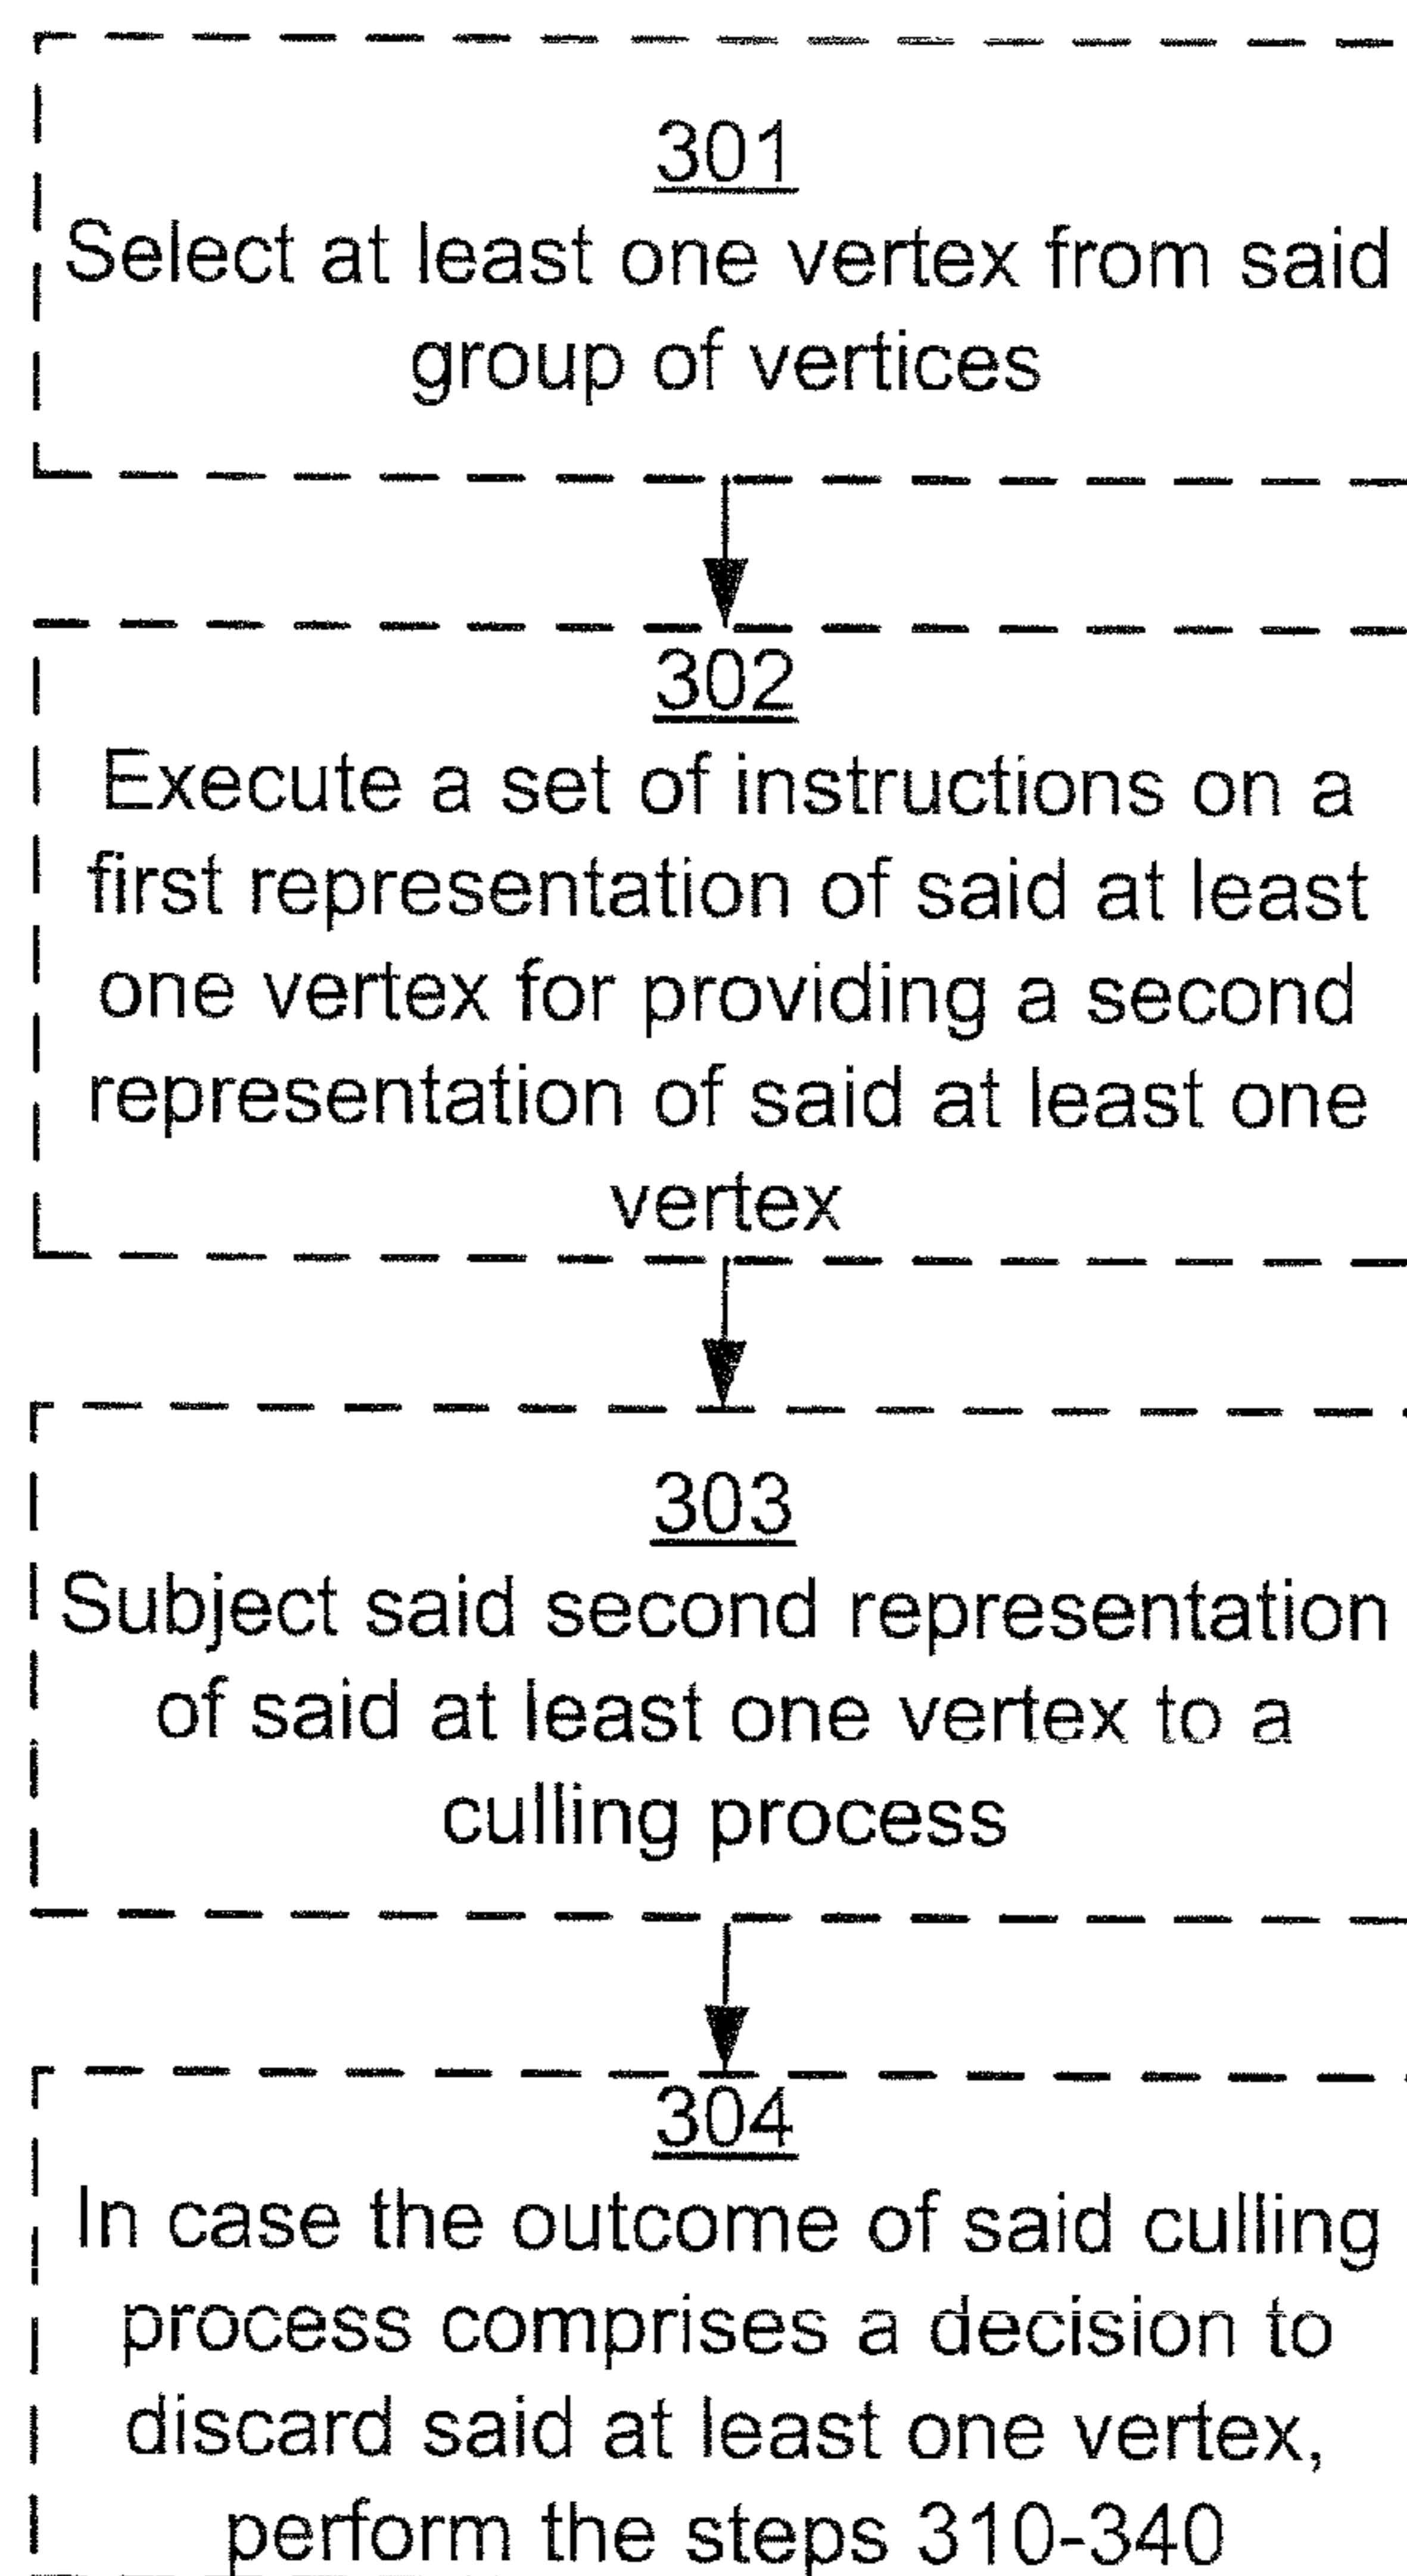 301
Select at least one vertex from said
group of vertices
302
Execute a set of instructions on a
first representation of said at least
one vertex for providing a second
representation of said at least one
vertex
303
Subject said second representation
of said at least one vertex to a
culling process
304
In case the outcome of said culling
process comprises a decision to
discard said at least one vertex,
perform the steps 310-340